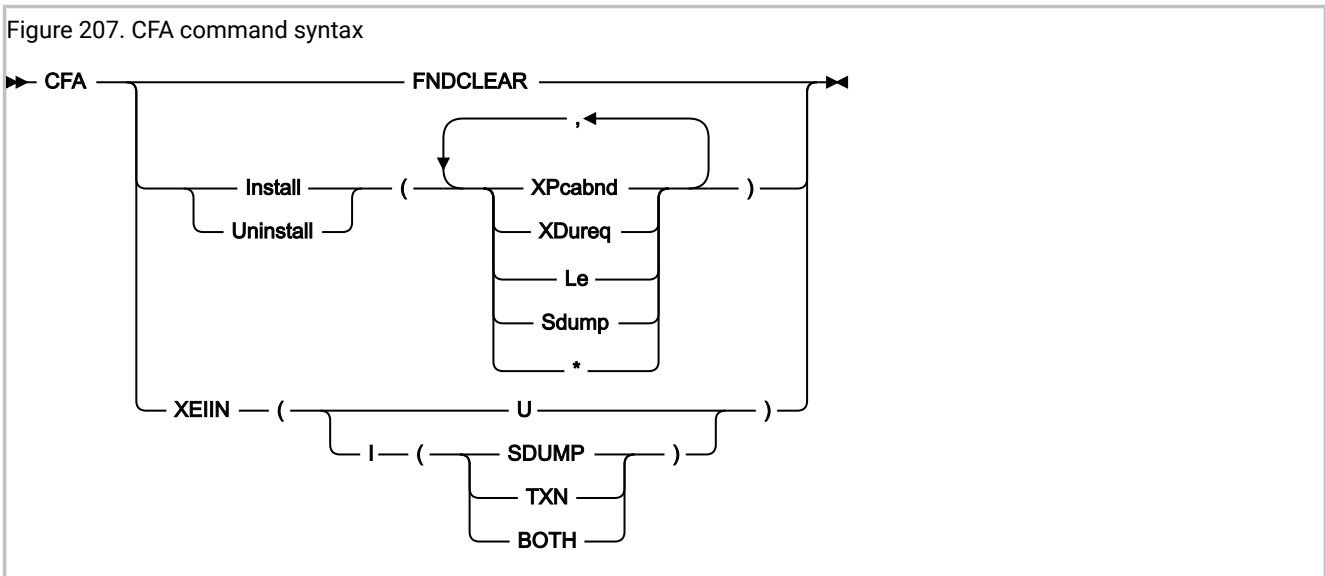 Figure 207. CFA command syntax
CFA FNDCLEAR
,
Install ( XPcabnd )
Uninstall XDureq
Le
Sdump
*
XEIIN ( U )
I ( SDUMP )
TXN
BOTH